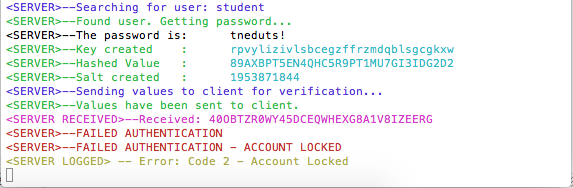 <SERVER>--Searching for user: student
<SERVER>--Found user. Getting password...
<SERVER>--The password is: tneduts!
<SERVER>--Key created : rpvylizivlsbcegzffrzmdqblsgcgkxw
<SERVER>--Hashed Value : 89AXBPT5EN4QHC5R9PT1MU7GI3IDG2D2
<SERVER>--Salt created : 1953871844
<SERVER>--Sending values to client for verification...
<SERVER>--Values have been sent to client.
<SERVER RECEIVED>--Received: 40OBTZR0WY45DCEQWHEXG8A1V8IZEERG
<SERVER>--FAILED AUTHENTICATION
<SERVER>--FAILED AUTHENTICATION - ACCOUNT LOCKED
<SERVER LOGGED> -- Error: Code 2 - Account Locked